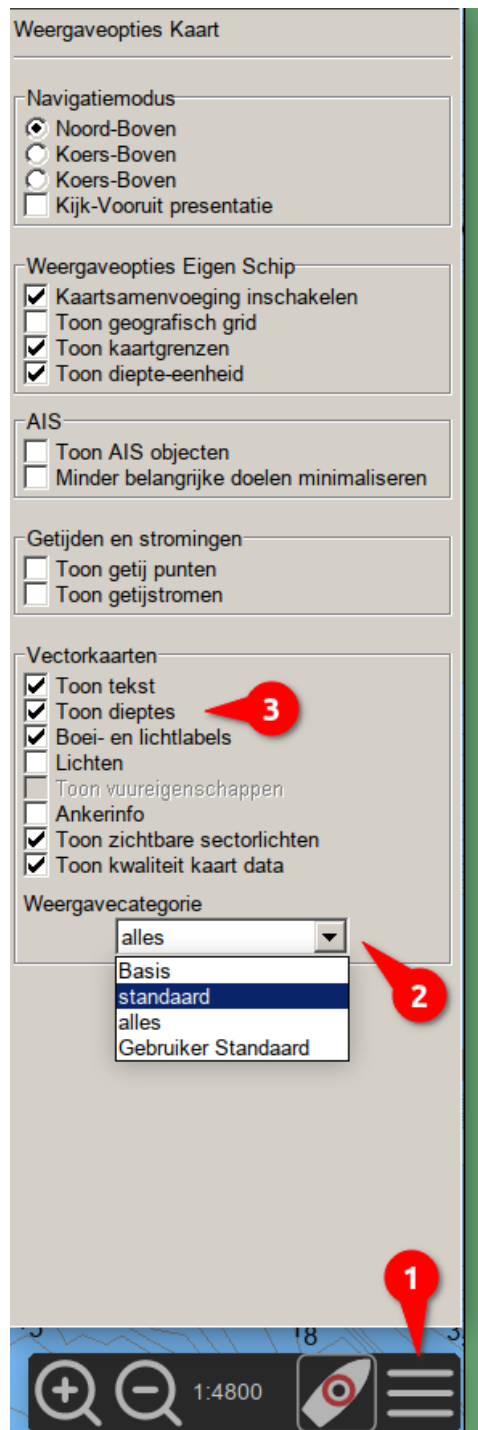 Weergaveopties Kaart
Navigatiemodus
Noord-Boven
Koers-Boven
Koers-Boven
Kijk-Vooruit presentatie
Weergaveopties Eigen Schip
Kaartsamenvoeging inschakelen
Toon geografisch grid
Toon kaartgrenzen
Toon diepte-eenheid
AIS
Toon AIS objecten
Minder belangrijke doelen minimaliseren
Getijden en stromingen
Toon getij punten
Toon getijstromen
Vectorkaarten
Toon tekst
Toon dieptes
3
Boei- en lichtlabels
Lichten
Toon vuureigenschappen
Ankerinfo
Toon zichtbare sectorlichten
Toon kwaliteit kaart data
Weergavecategorie
alles
Basis
standaard
2
alles
Gebruiker Standaard
1
18
1:4800